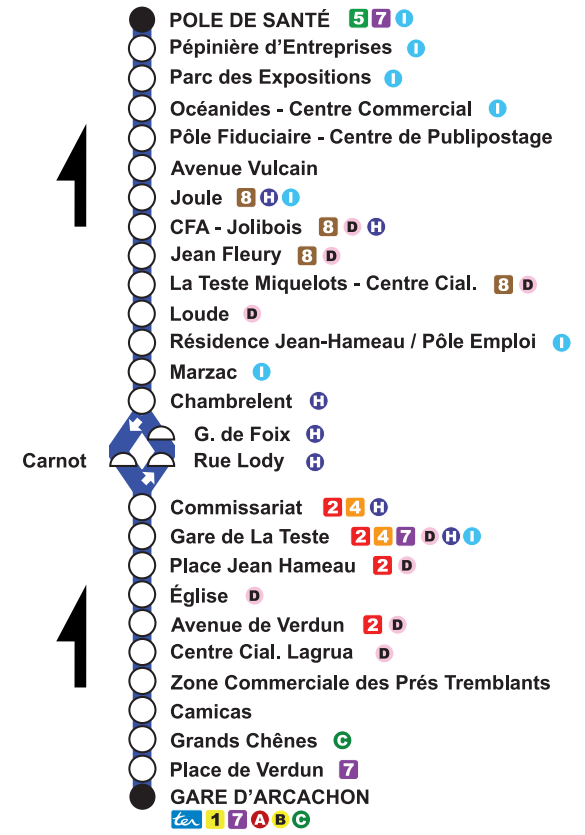 POLE DE SANTÉ 5 7 I
Pépinière d'Entreprises I
Parc des Expositions I
Océanides - Centre Commercial I
Pôle Fiduciaire - Centre de Publipostage
Avenue Vulcain
Joule 8 H I
CFA - Jolibois 8 D H
Jean Fleury 8 D
La Teste Miquelots - Centre Cial. 8 D
Loude D
Résidence Jean-Hameau / Pôle Emploi I
Marzac I
Chambrelent H
G. de Foix H
Carnot Rue Lody H
Commissariat 2 4 H
Gare de La Teste 2 4 7 D H I
Place Jean Hameau 2 D
Église D
Avenue de Verdun 2 D
Centre Cial. Lagrua D
Zone Commerciale des Prés Tremblants
Camicas
Grands Chênes C
Place de Verdun 7
GARE D'ARCACHON
ter 1 7 A B C